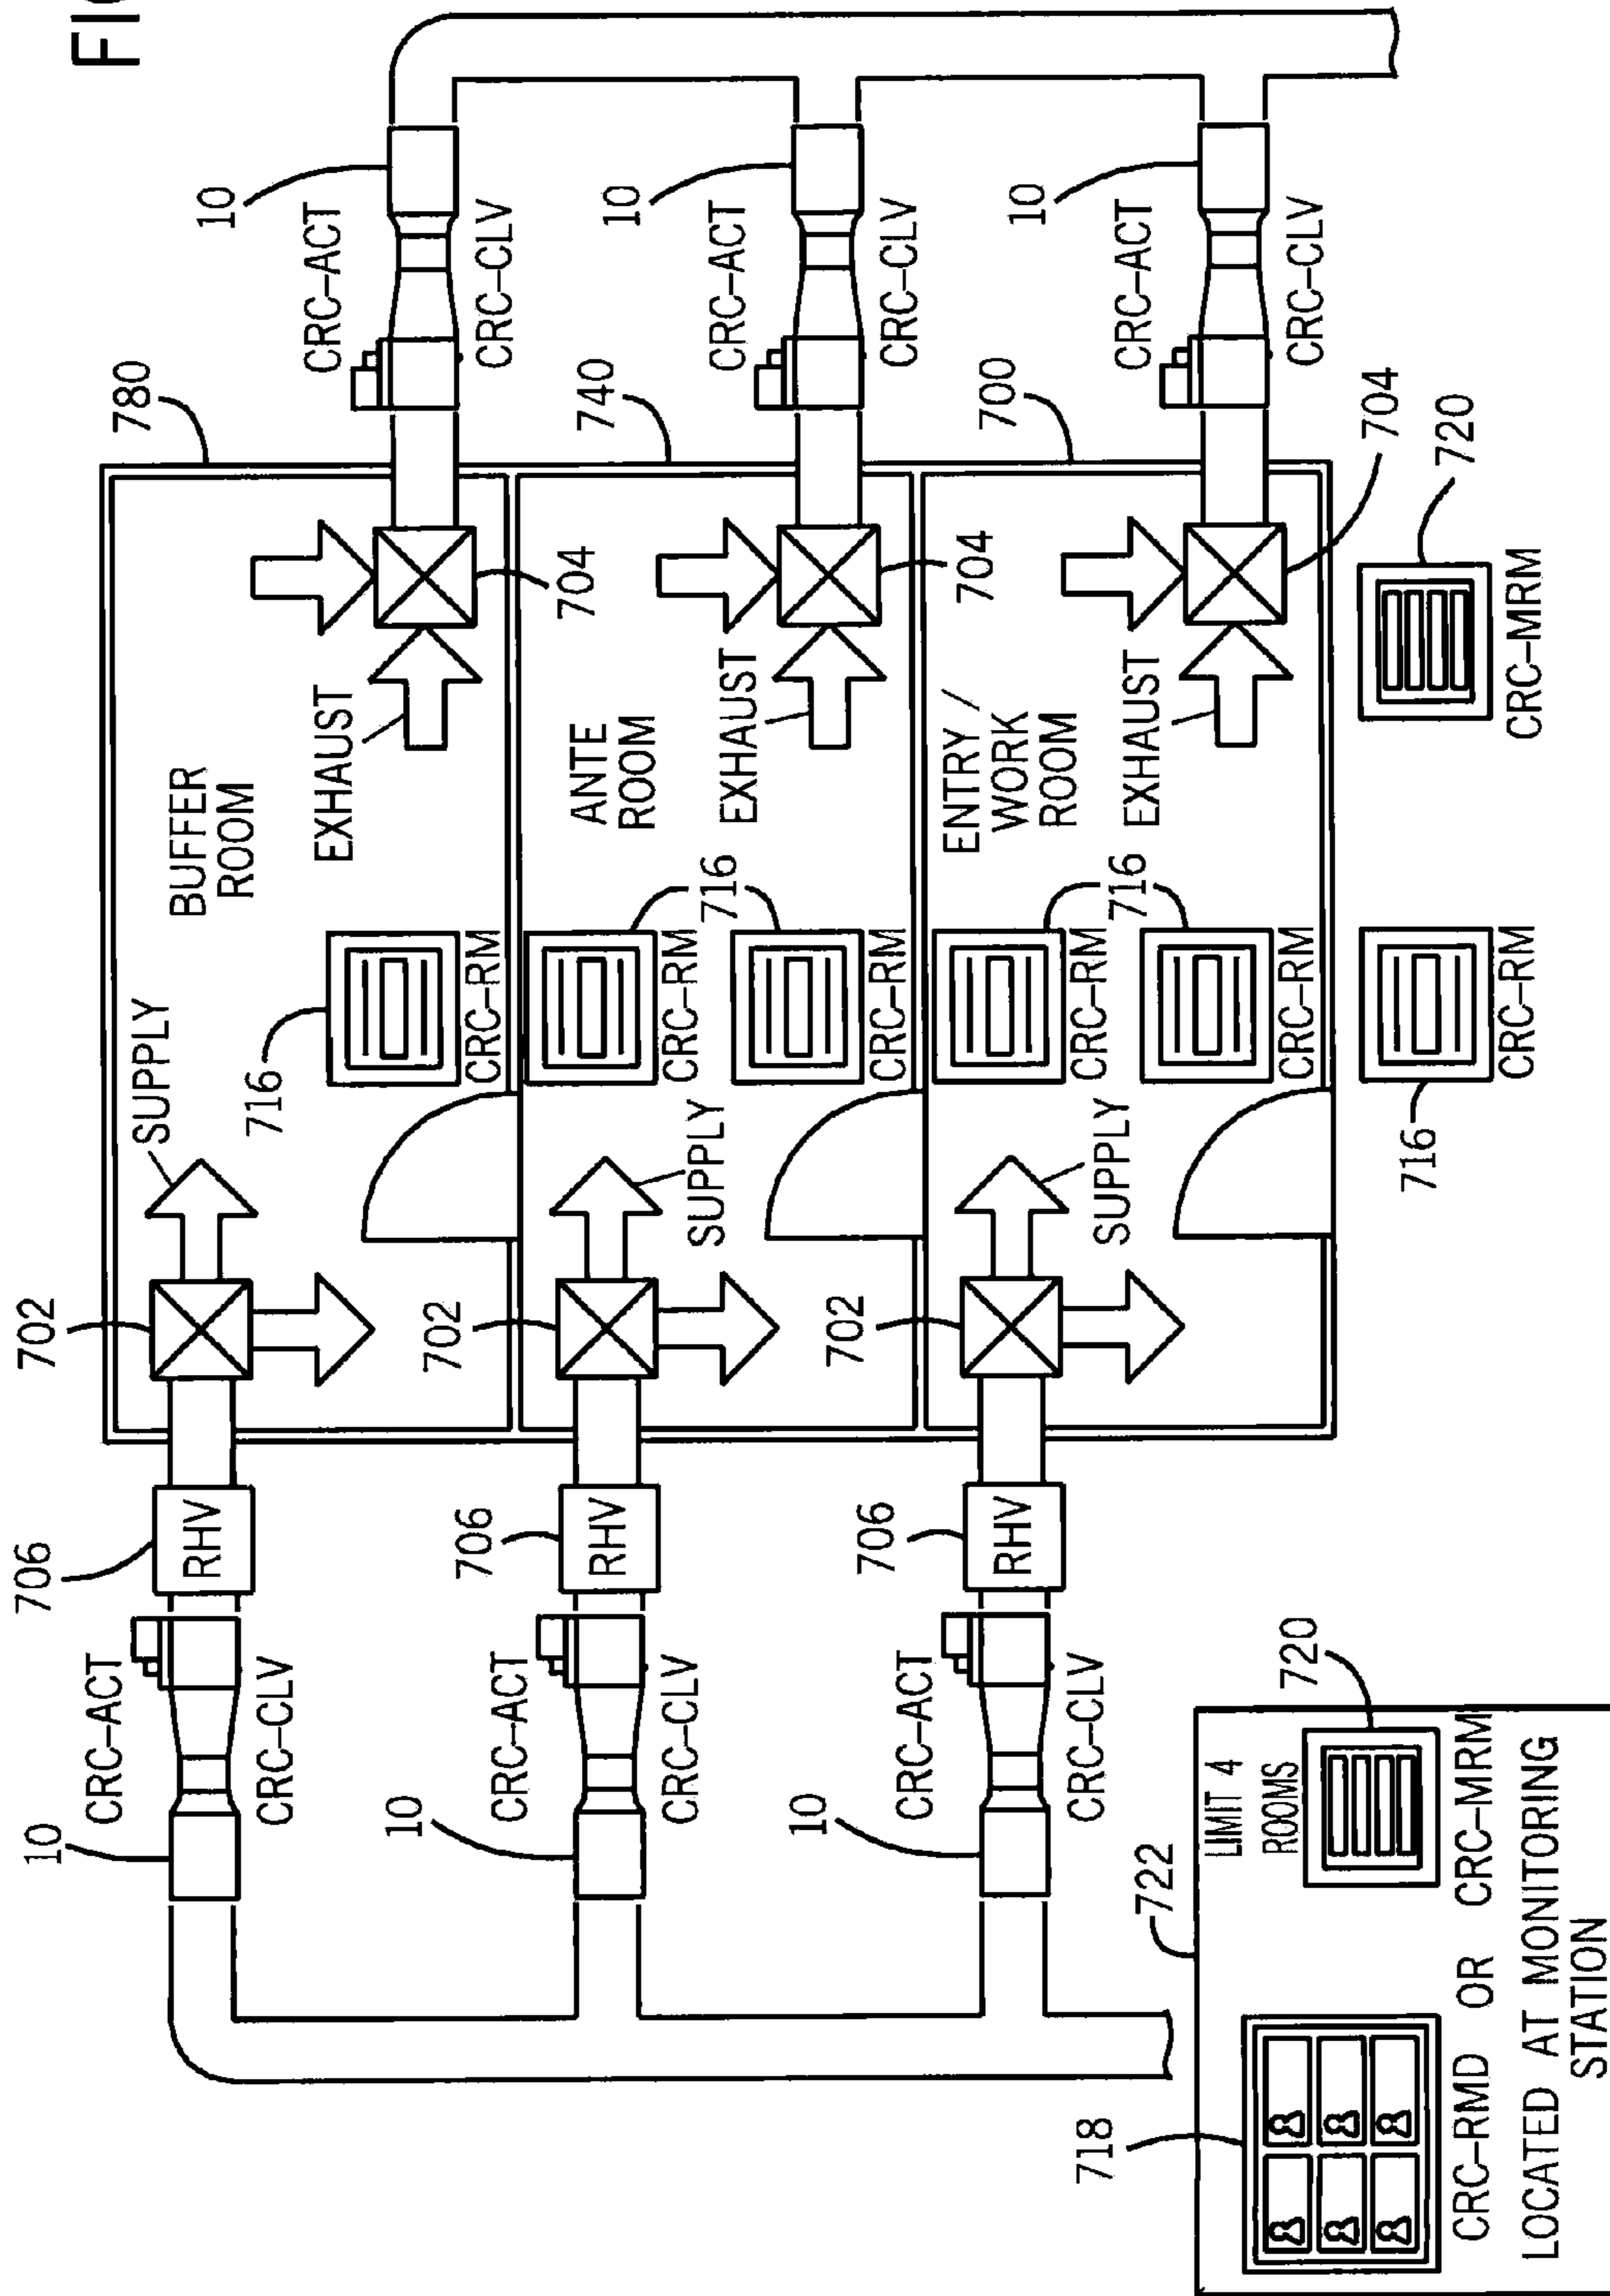 FIG
702
706
10
CRC-ACT
RHV
CRC-CLV
SUPPLY
780
BUFFER
ROOM
EXHAUST
716
CRC-RM
10
CRC-ACT
CRC-CLV
704
10
CRC-ACT
706
RHV
CRC-CLV
702
SUPPLY
740
ANTE
ROOM
EXHAUST
CRC-RM
716
CRC-RM
10
CRC-ACT
CRC-CLV
704
10
CRC-ACT
706
RHV
CRC-CLV
702
SUPPLY
700
ENTRY /
WORK
ROOM
EXHAUST
CRC-RM
716
CRC-RM
10
CRC-ACT
CRC-CLV
704
718
722
LIMIT 4
ROOMS
720
CRC-RMD OR CRC-MRM
LOCATED AT MONITORING
STATION
716
CRC-RM
720
CRC-MRM